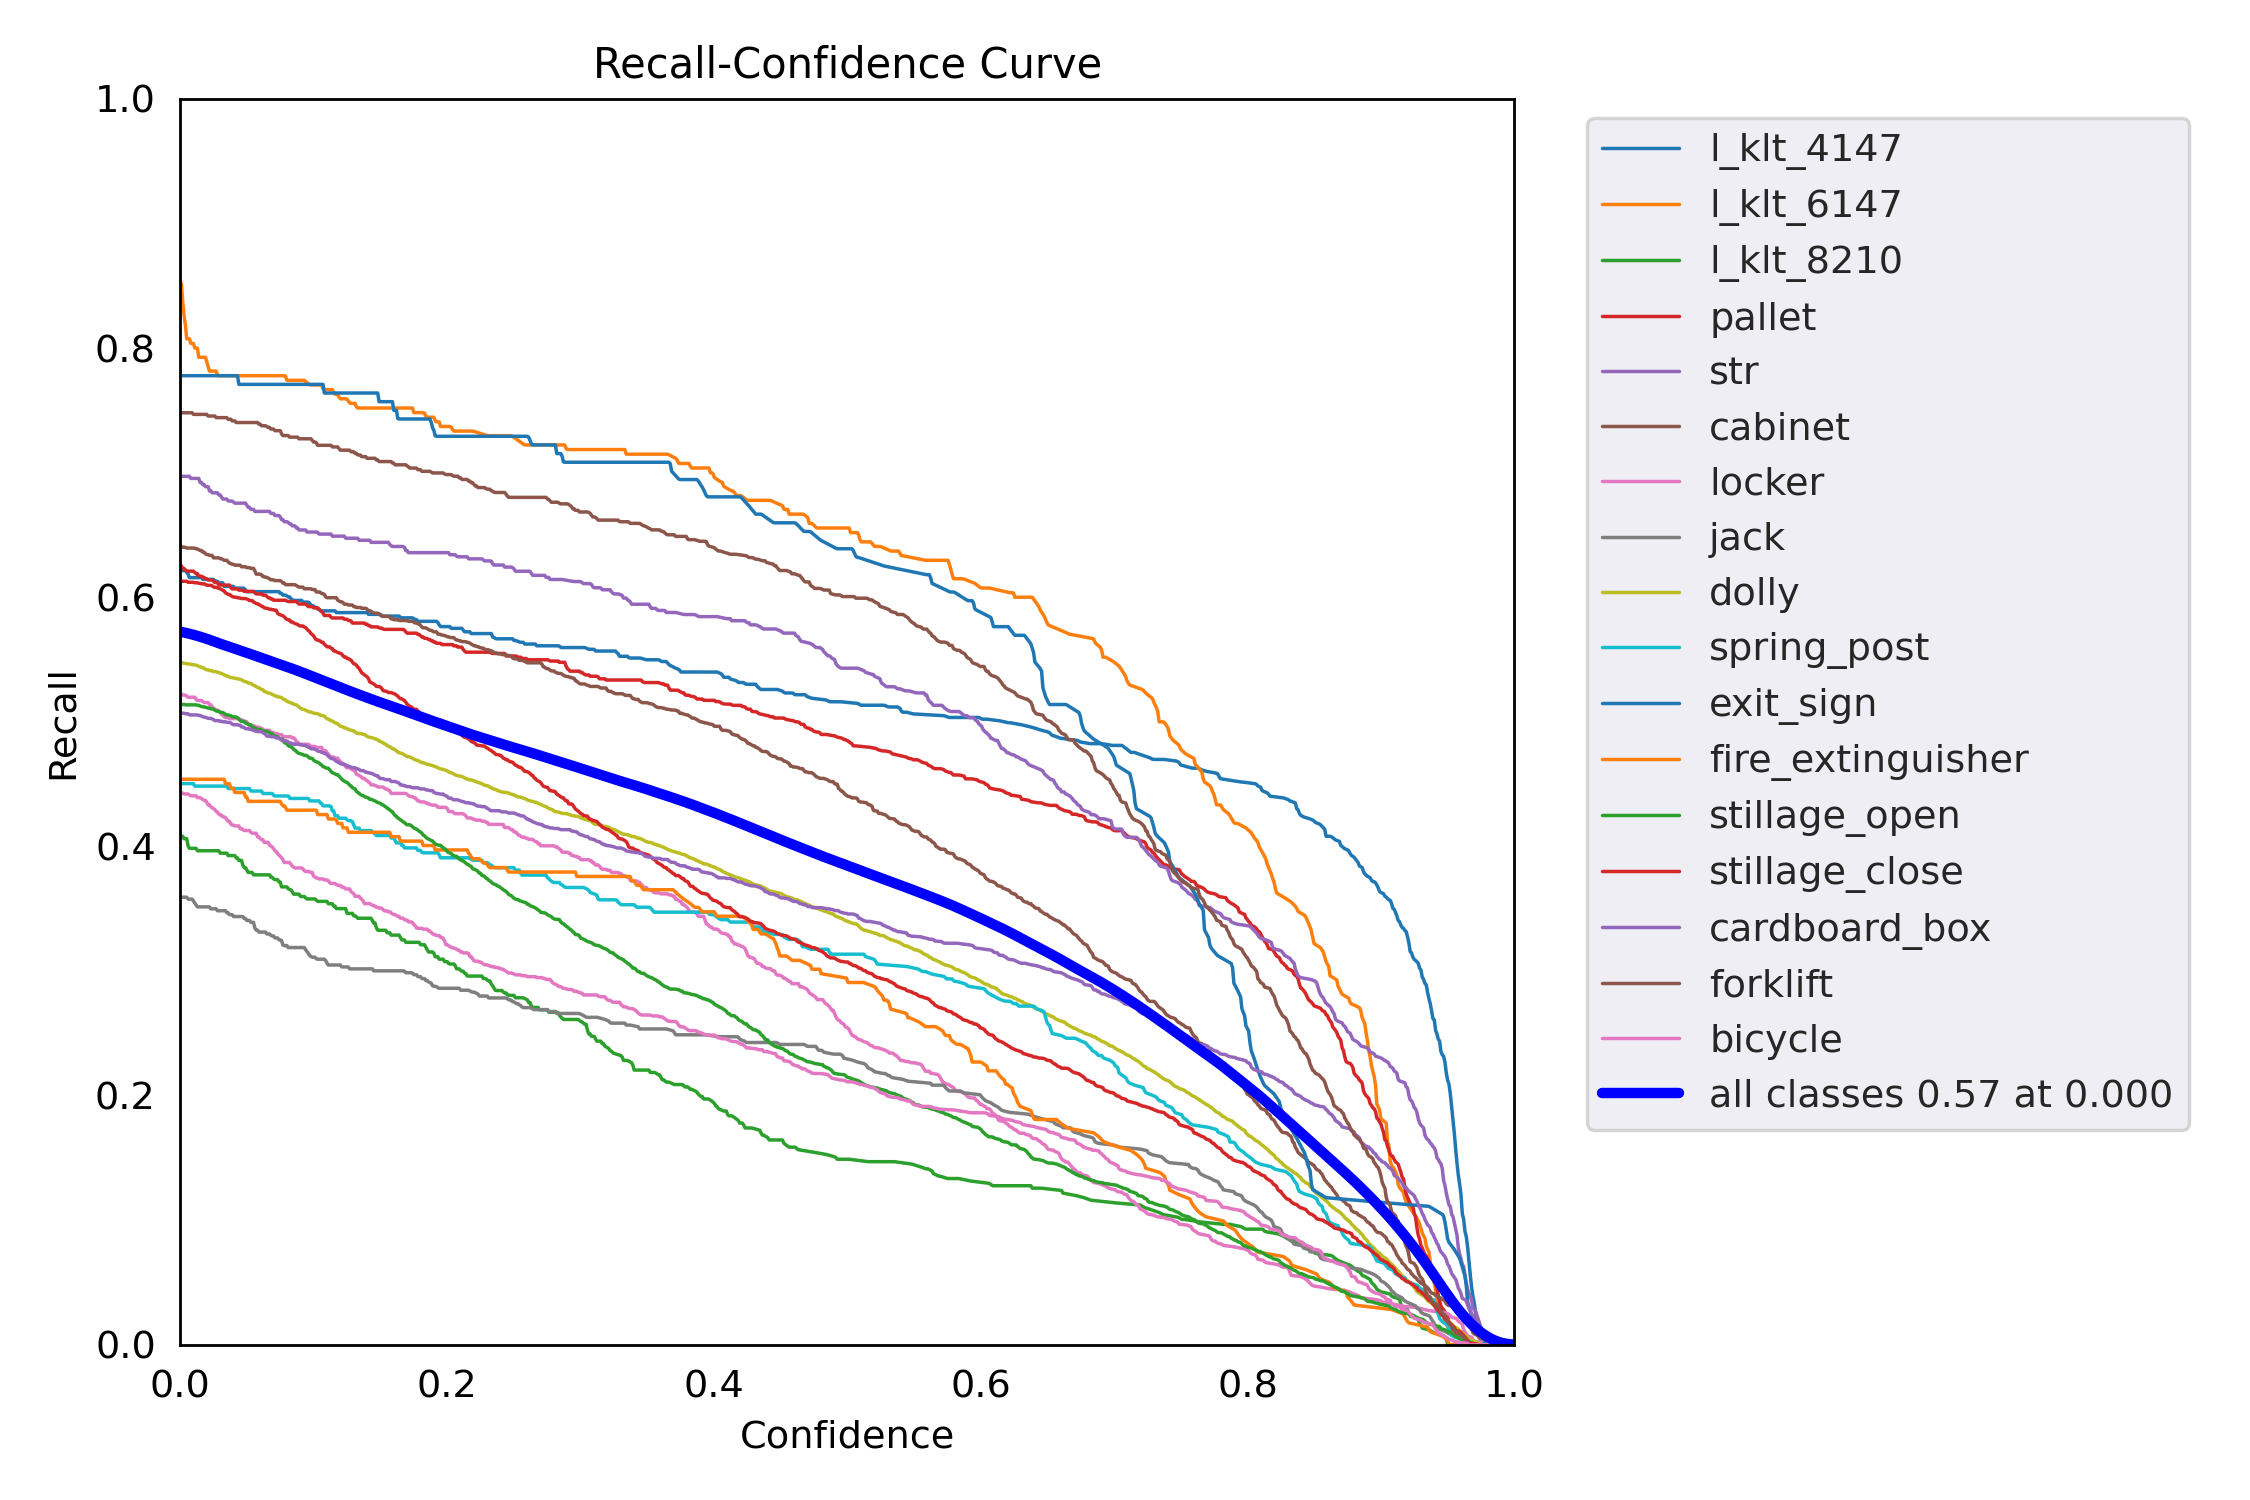 Recall-Confidence Curve
1.0
0.8
0.6
0.4
0.2
0.0
Recall
0.0 0.2 0.4 0.6 0.8 1.0
Confidence
l_klt_4147
l_klt_6147
l_klt_8210
pallet
str
cabinet
locker
jack
dolly
spring_post
exit_sign
fire_extinguisher
stillage_open
stillage_close
cardboard_box
forklift
bicycle
all classes 0.57 at 0.000